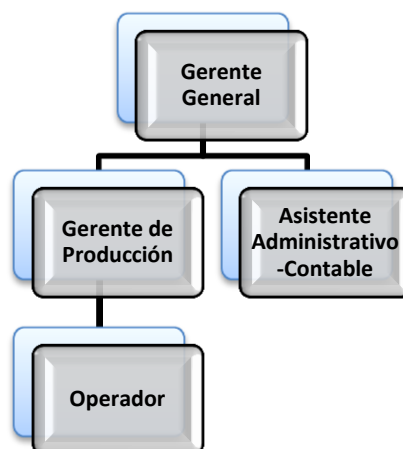 Gerente
General
Gerente de
Producción
Asistente
Administrativo
-Contable
Operador